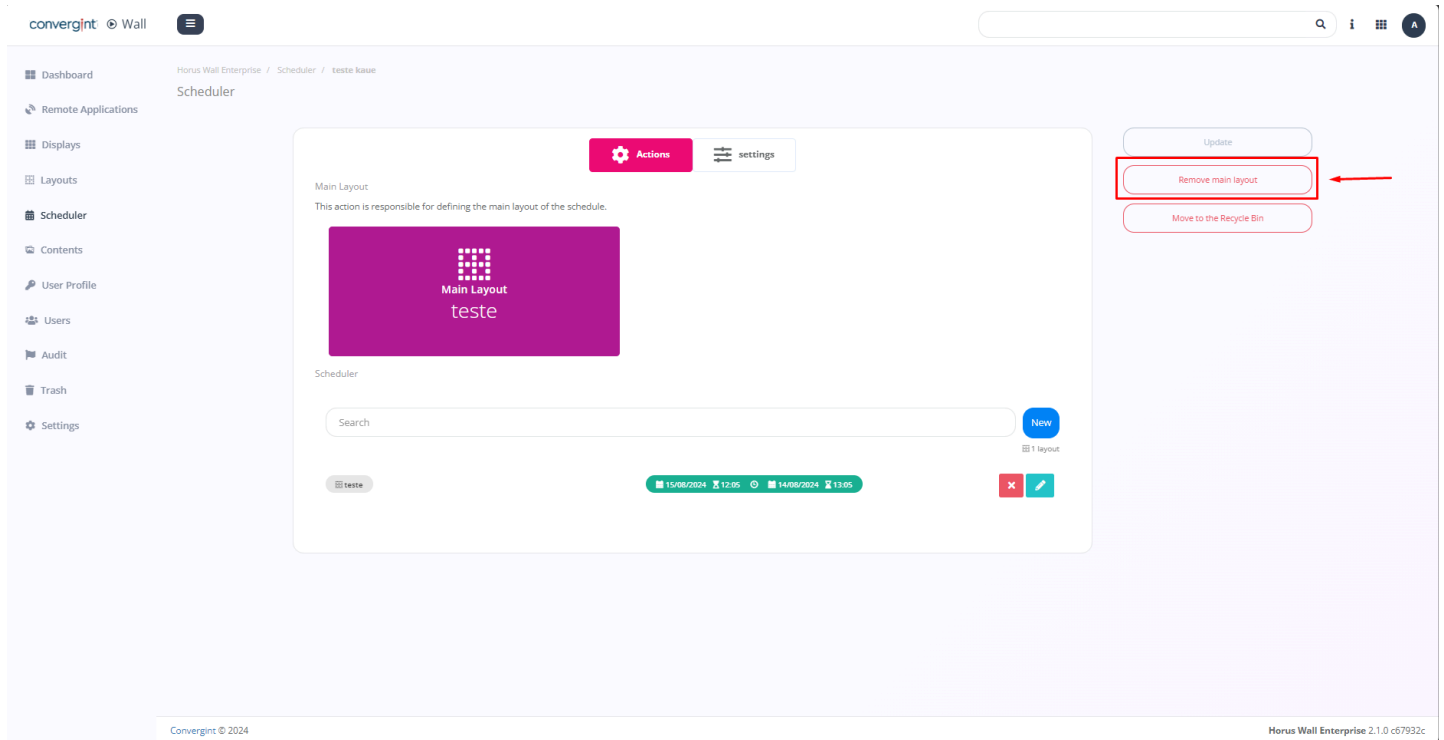 convergint Wall
A
Dashboard
Remote Applications
Displays
Layouts
Scheduler
Contents
User Profile
Users
Audit
Trash
Settings
Horus Wall Enterprise / Scheduler / teste kaue
Scheduler
Actions
settings
Main Layout
This action is responsible for defining the main layout of the schedule.
Main Layout
teste
Scheduler
Search
New
1 layout
teste
15/08/2024 12:05 14/08/2024 13:05
Update
Remove main layout
Move to the Recycle Bin
Convergint © 2024
Horus Wall Enterprise 2.1.0 c67932c